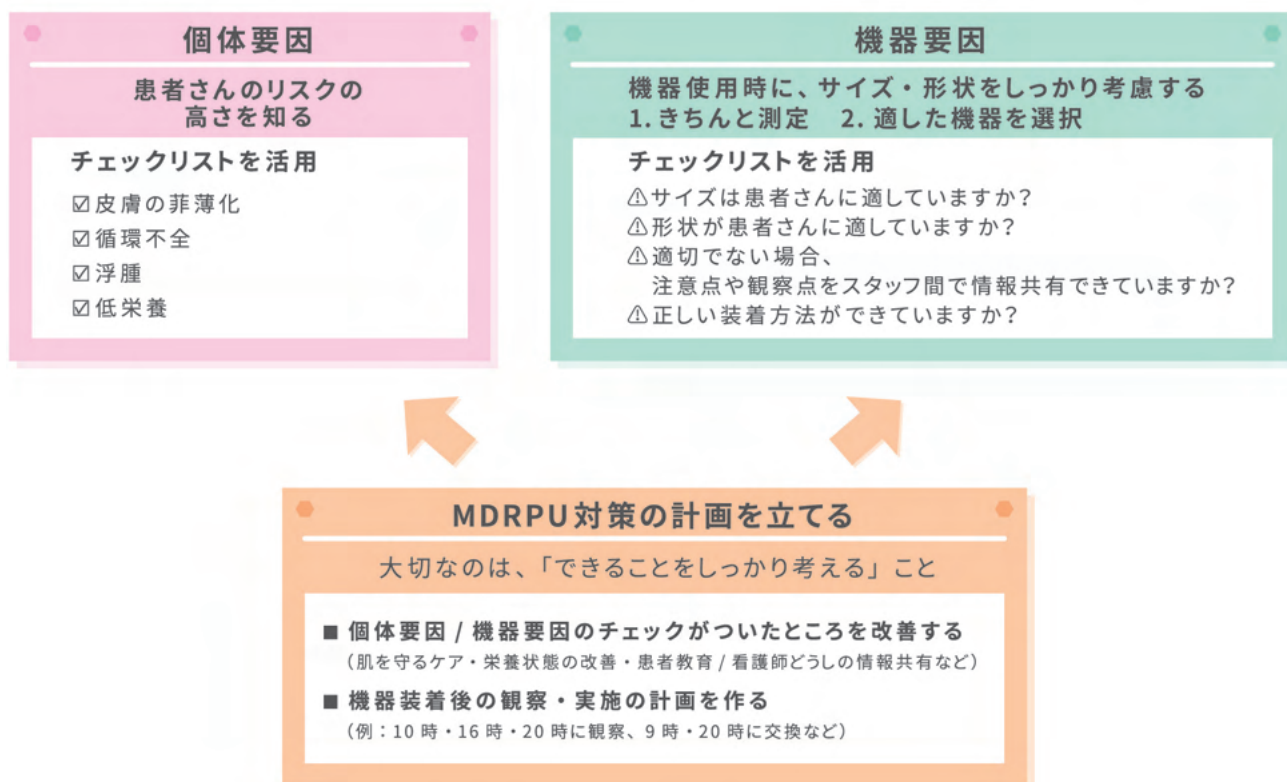 個体要因
患者さんのリスクの
高さを知る
チェックリストを活用
☑皮膚の菲薄化
☑循環不全
☑浮腫
☑低栄養
機器要因
機器使用時に、サイズ・形状をしっかり考慮する
1. きちんと測定　2. 適した機器を選択
チェックリストを活用
⚠サイズは患者さんに適していますか？
⚠形状が患者さんに適していますか？
⚠適切でない場合、
注意点や観察点をスタッフ間で情報共有できていますか？
⚠正しい装着方法ができていますか？
MDRPU対策の計画を立てる
大切なのは、「できることをしっかり考える」こと
■ 個体要因 / 機器要因のチェックがついたところを改善する
（肌を守るケア・栄養状態の改善・患者教育 / 看護師どうしの情報共有など）
■ 機器装着後の観察・実施の計画を作る
（例：10 時・16 時・20 時に観察、9 時・20 時に交換など）